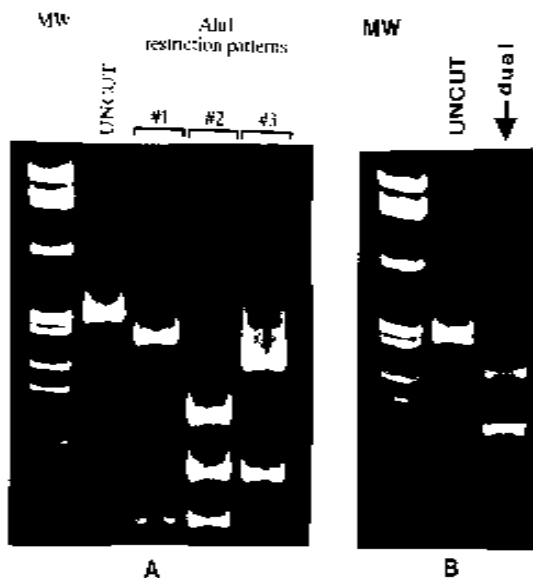 MW
AluI
restriction patterns
UNCUT
#1
#2
#3
A
MW
UNCUT
dual
B